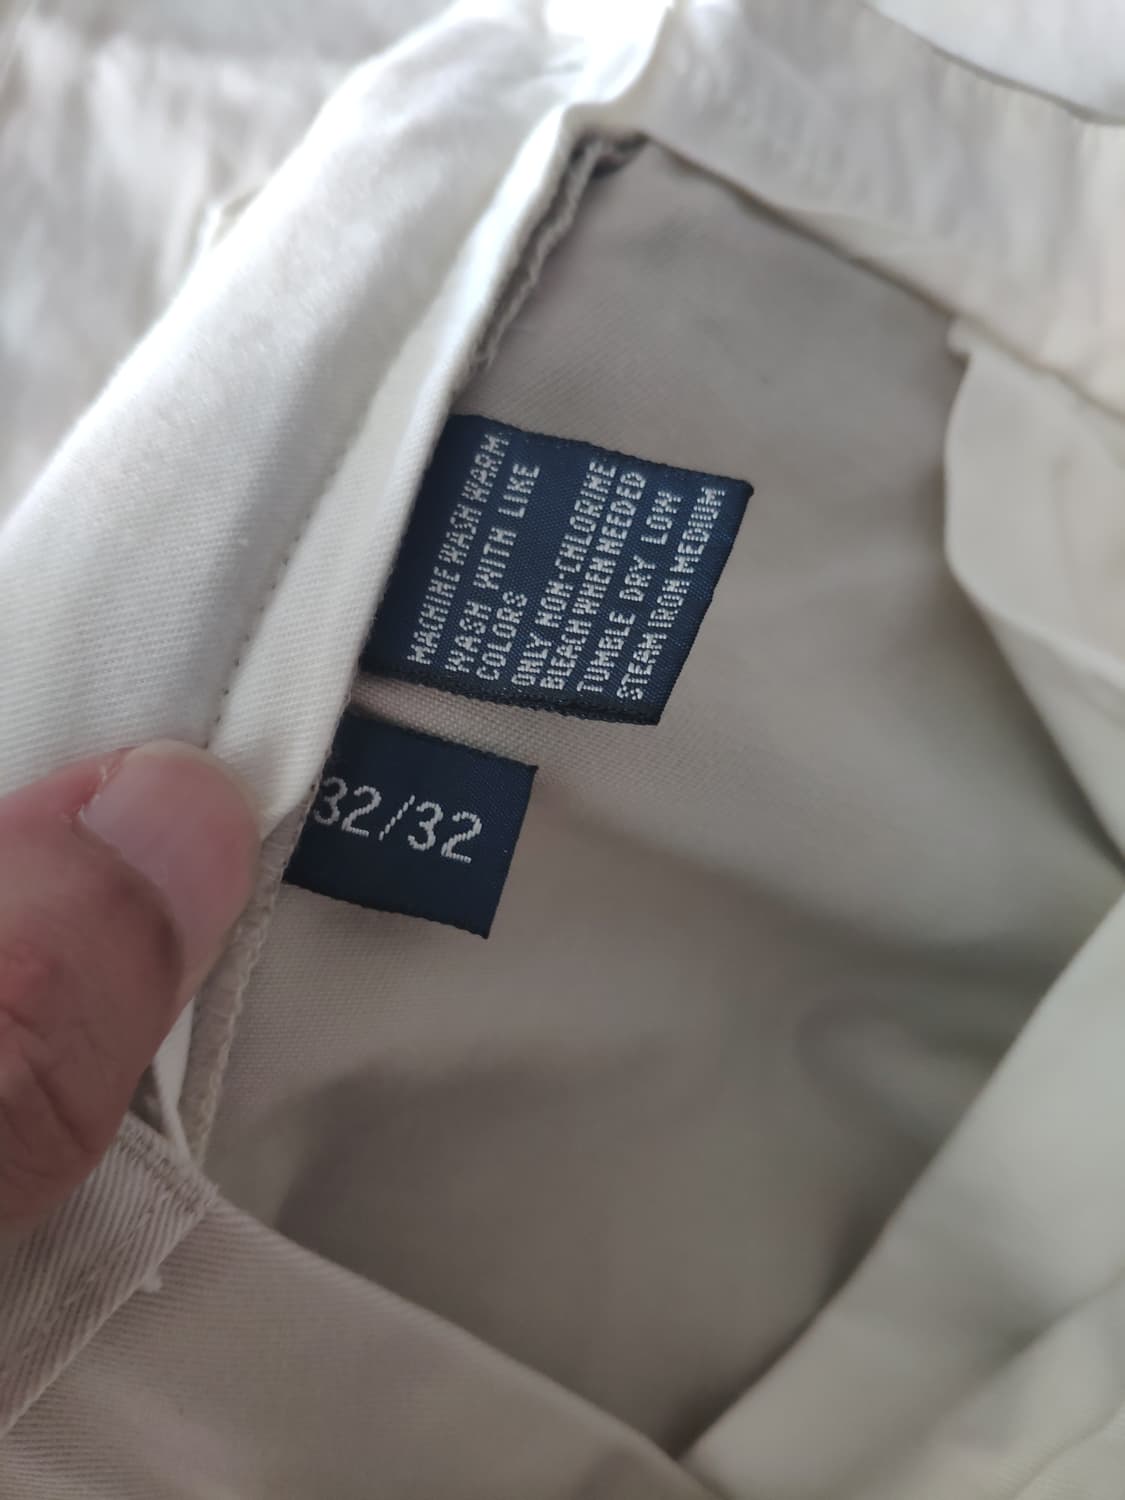 MACHINE WASH WARM
WASH WITH LIKE
COLORS
ONLY NON-CHLORINE
BLEACH WHEN NEEDED
TUMBLE DRY LOW
STEAM IRON MEDIUM
32/32